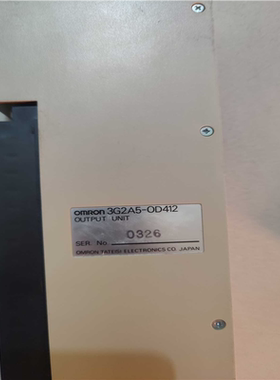 OMRON 3G2A5-OD412
OUTPUT UNIT
0326
SER. No.
OMRON TATEISI ELECTRONICS CO. JAPAN